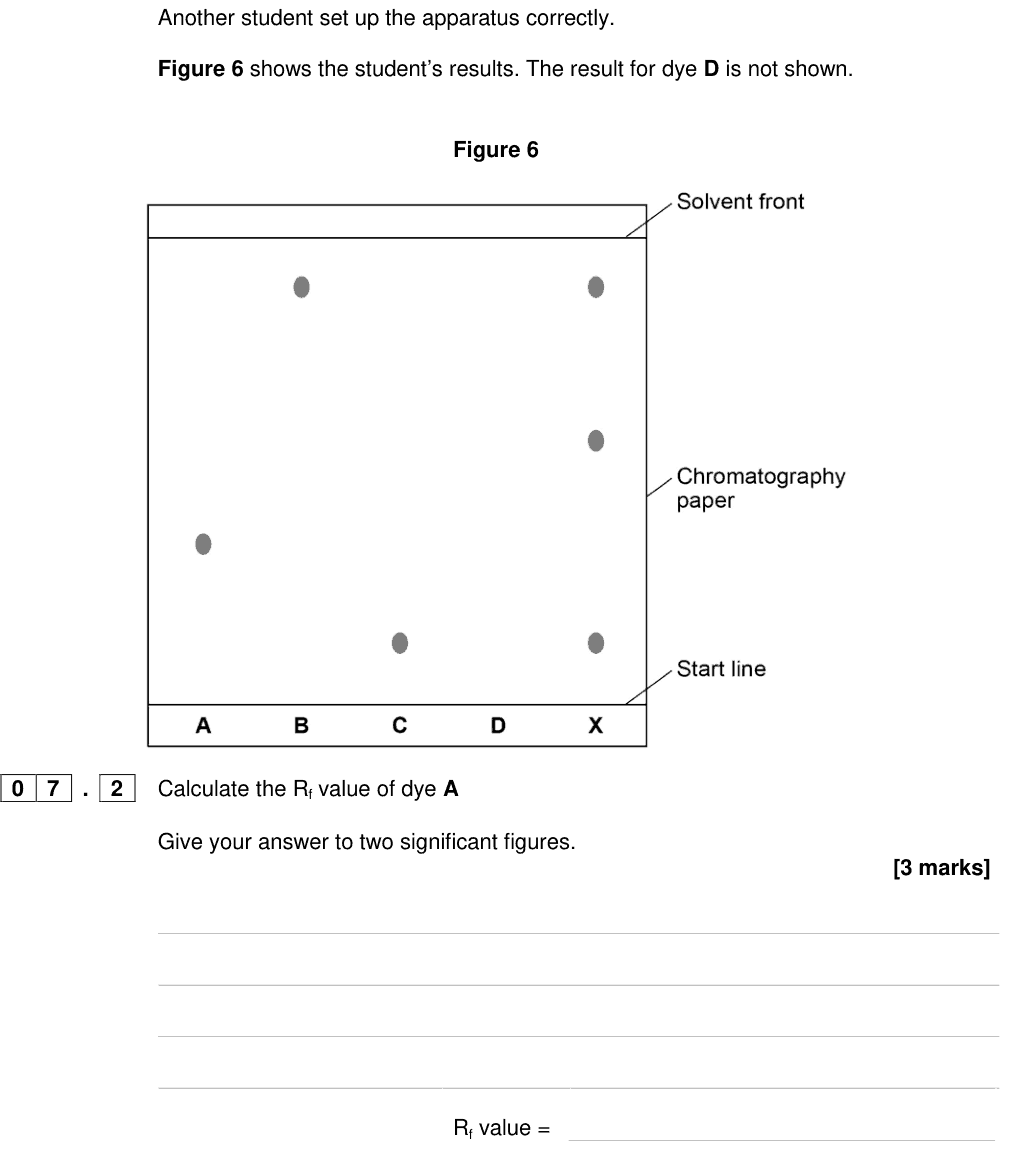 Another student set up the apparatus correctly.
Figure 6 shows the student's results. The result for dye D is not shown.
Figure 6
Solvent front
Chromatography
paper
Start line
A B C D X
0 7 . 2 Calculate the Rf value of dye A
Give your answer to two significant figures.
[3 marks]
Rf value =